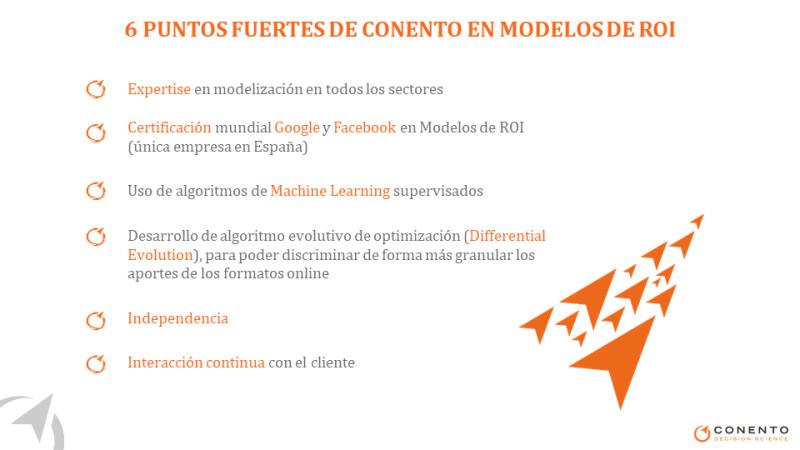 6 PUNTOS FUERTES DE CONENTO EN MODELOS DE ROI
Expertise en modelización en todos los sectores
Certificación mundial Google y Facebook en Modelos de ROI
(única empresa en España)
Uso de algoritmos de Machine Learning supervisados
Desarrollo de algoritmo evolutivo de optimización (Differential
Evolution), para poder discriminar de forma más granular los
aportes de los formatos online
Independencia
Interacción continua con el cliente
CONENTO
DECISION SCIENCE